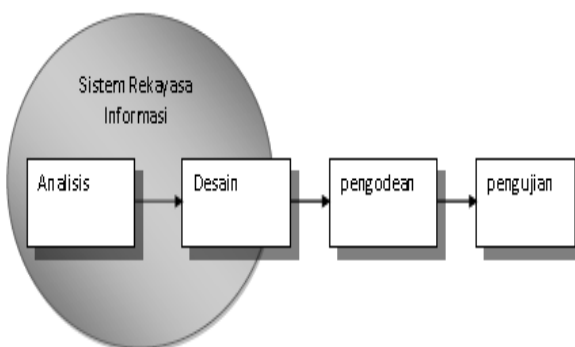 Sistem Rekayasa
Informasi
Analisis
Desain
pengodean
pengujian